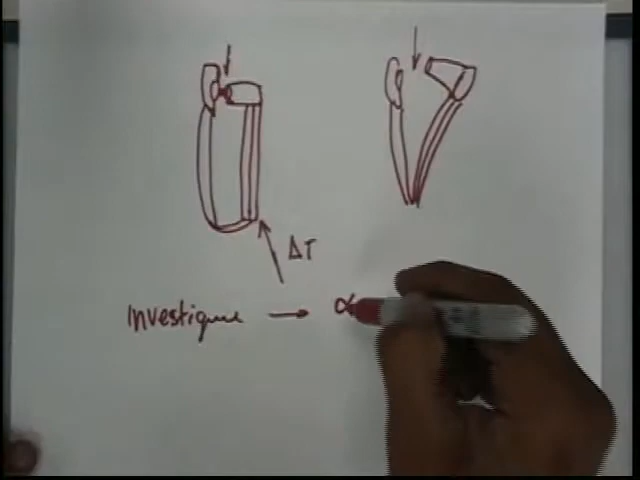 ΔT
Investigue → α